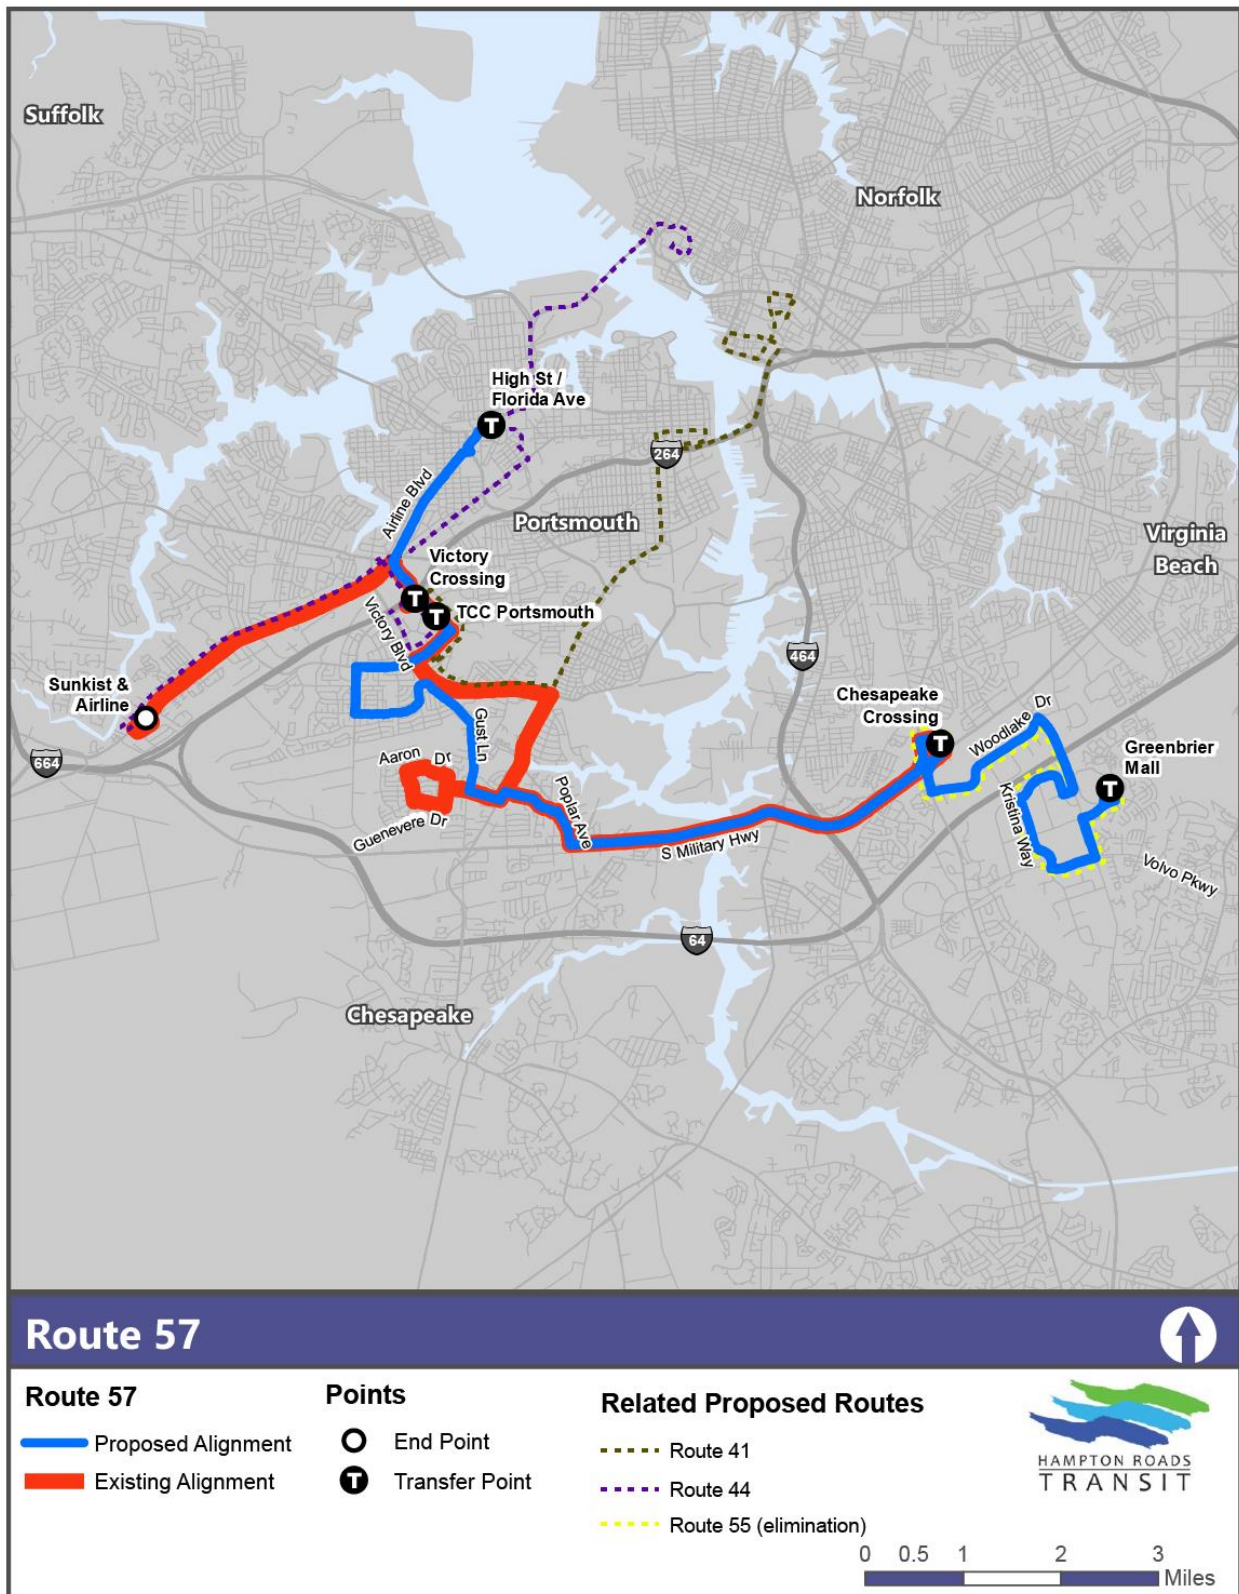 Suffolk
Norfolk
High St /
Florida Ave
264
Airline Blvd
Portsmouth
Virginia
Beach
Victory
Crossing
TCC Portsmouth
Victory Blvd
464
Sunkist &
Airline
Chesapeake
Crossing
Woodlake Dr
Greenbrier
Mall
Gust Ln
664
Aaron Dr
Kristina Way
Poplar Ave
Guenevere Dr
S Military Hwy
Volvo Pkwy
64
Chesapeake
T
T
T
T
T
Route 57
Route 57
Proposed Alignment
Existing Alignment
Points
End Point
T Transfer Point
Related Proposed Routes
Route 41
Route 44
Route 55 (elimination)
HAMPTON ROADS
TRANSIT
0 0.5 1 2 3
Miles